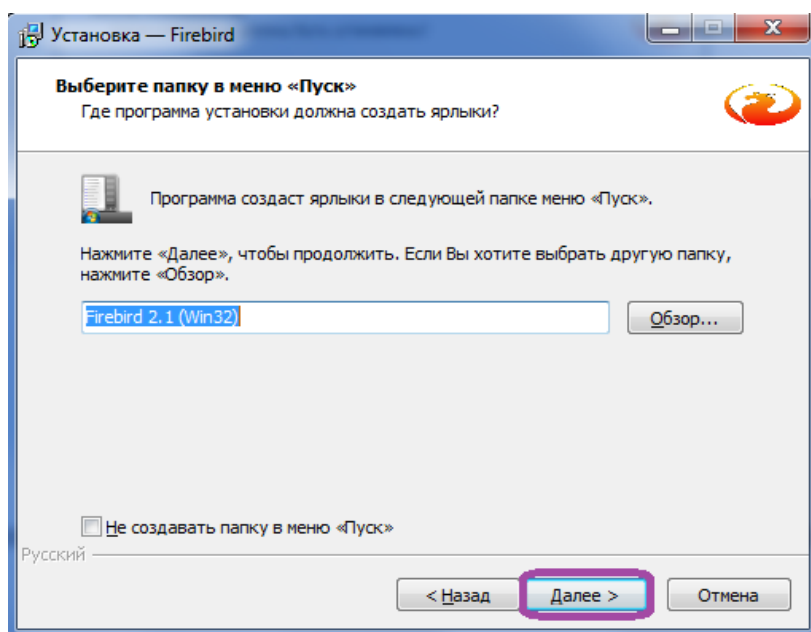 Установка — Firebird
Выберите папку в меню «Пуск»
Где программа установки должна создать ярлыки?
Программа создаст ярлыки в следующей папке меню «Пуск».
Нажмите «Далее», чтобы продолжить. Если Вы хотите выбрать другую папку,
нажмите «Обзор».
Firebird 2.1 (Win32)
Обзор...
Не создавать папку в меню «Пуск»
Русский
< Назад
Далее >
Отмена